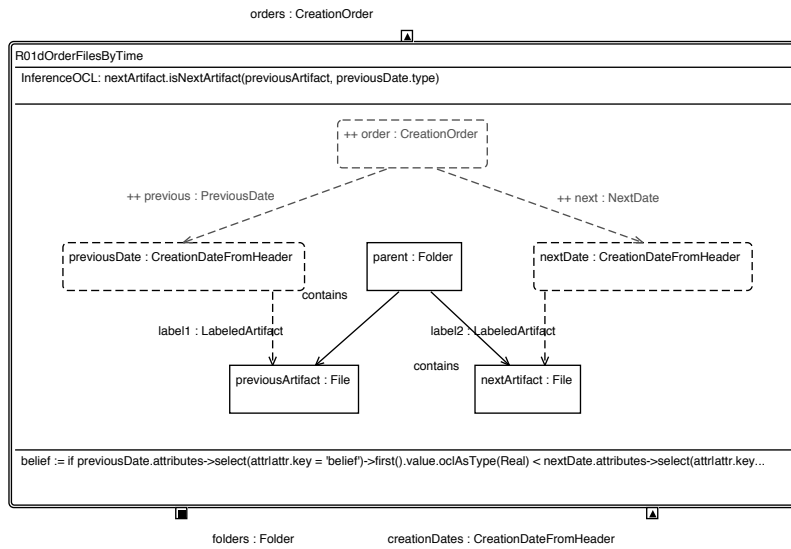 orders : CreationOrder
R01dOrderFilesByTime
InferenceOCL: nextArtifact.isNextArtifact(previousArtifact, previousDate.type)
++ order : CreationOrder
++ previous : PreviousDate
++ next : NextDate
previousDate : CreationDateFromHeader
parent : Folder
nextDate : CreationDateFromHeader
contains
label1 : LabeledArtifact
label2 : LabeledArtifact
contains
previousArtifact : File
nextArtifact : File
belief := if previousDate.attributes->select(attr|attr.key = 'belief')->first().value.oclAsType(Real) < nextDate.attributes->select(attr|attr.key...
folders : Folder
creationDates : CreationDateFromHeader